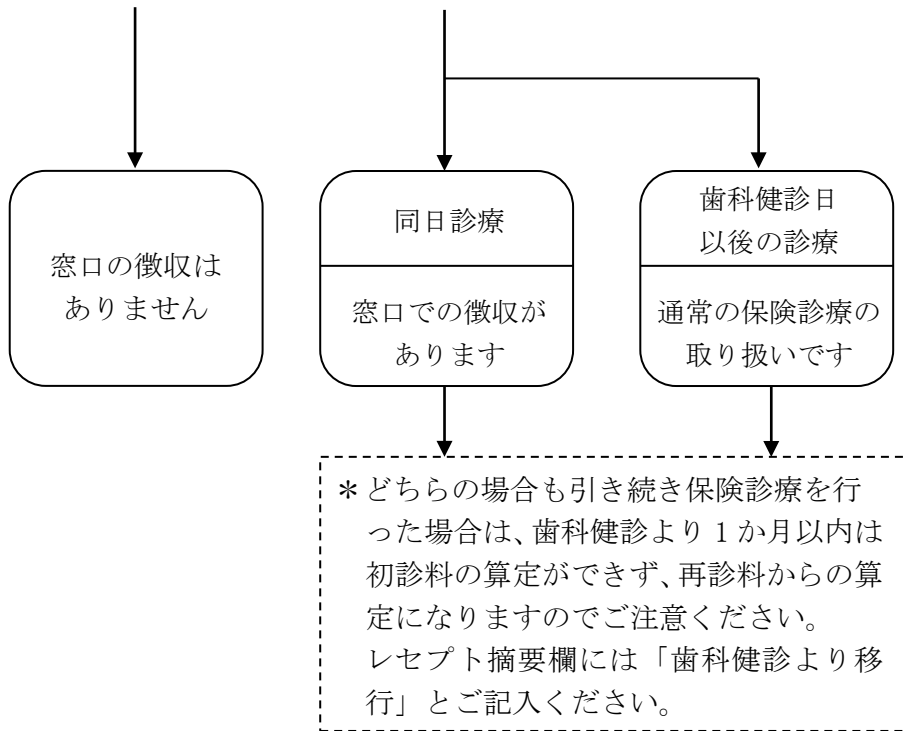 窓口の徴収は
ありません
同日診療
窓口での徴収が
あります
歯科健診日
以後の診療
通常の保険診療の
取り扱いです
＊どちらの場合も引き続き保険診療を行
った場合は、歯科健診より１か月以内は
初診料の算定ができず、再診料からの算
定になりますのでご注意ください。
レセプト摘要欄には「歯科健診より移
行」とご記入ください。